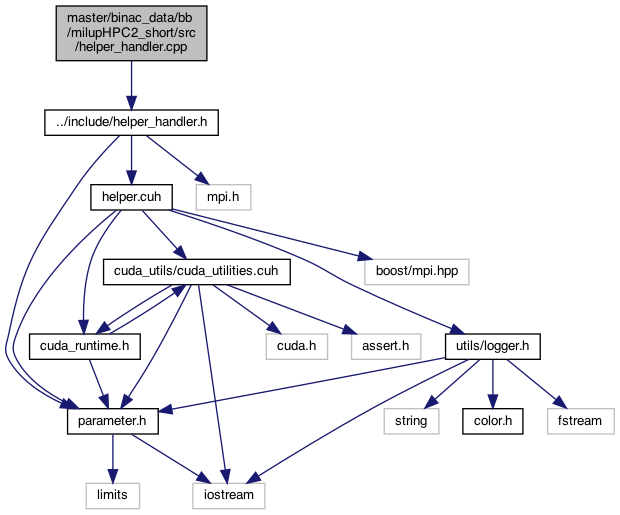 master/binac_data/bb
/milupHPC2_short/src
/helper_handler.cpp
../include/helper_handler.h
helper.cuh
mpi.h
cuda_utils/cuda_utilities.cuh
boost/mpi.hpp
cuda_runtime.h
cuda.h
assert.h
utils/logger.h
parameter.h
string
color.h
fstream
limits
iostream